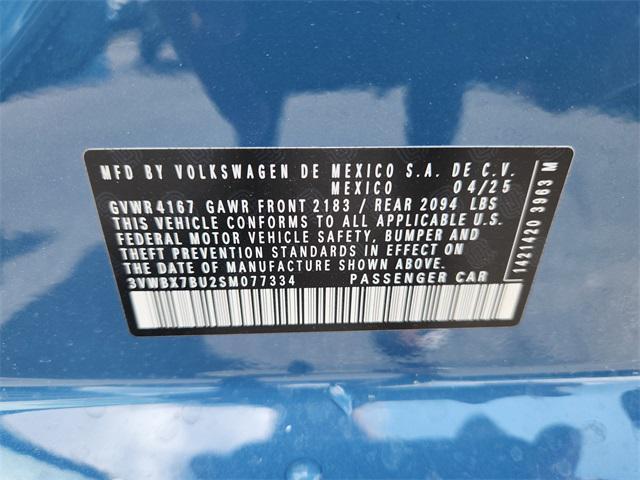 MFD BY VOLKSWAGEN DE MEXICO S.A. DE C.V.
MEXICO 04/25
GVWR 4167 GAWR FRONT 2183 / REAR 2094 LBS
THIS VEHICLE CONFORMS TO ALL APPLICABLE U.S.
FEDERAL MOTOR VEHICLE SAFETY, BUMPER AND
THEFT PREVENTION STANDARDS IN EFFECT ON
THE DATE OF MANUFACTURE SHOWN ABOVE.
3VWBX7BU2SM077334 PASSENGER CAR
1421420 3963 M